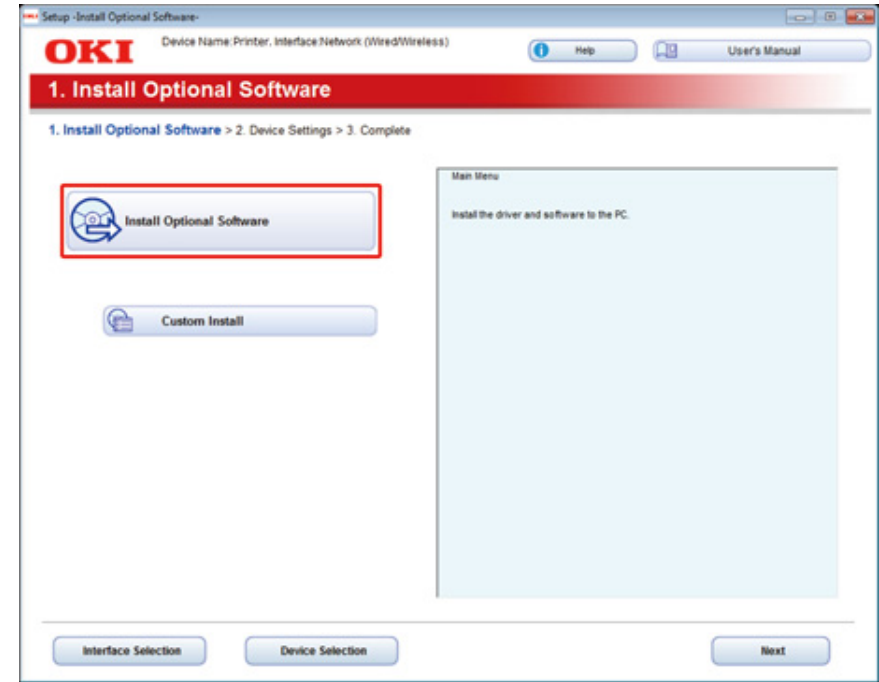 Setup -Install Optional Software-
OKI
Device Name:Printer, Interface:Network (Wired/Wireless)
Help
User's Manual
1. Install Optional Software
1. Install Optional Software > 2. Device Settings > 3. Complete
Main Menu
Install Optional Software
Install the driver and software to the PC.
Custom Install
Interface Selection
Device Selection
Next